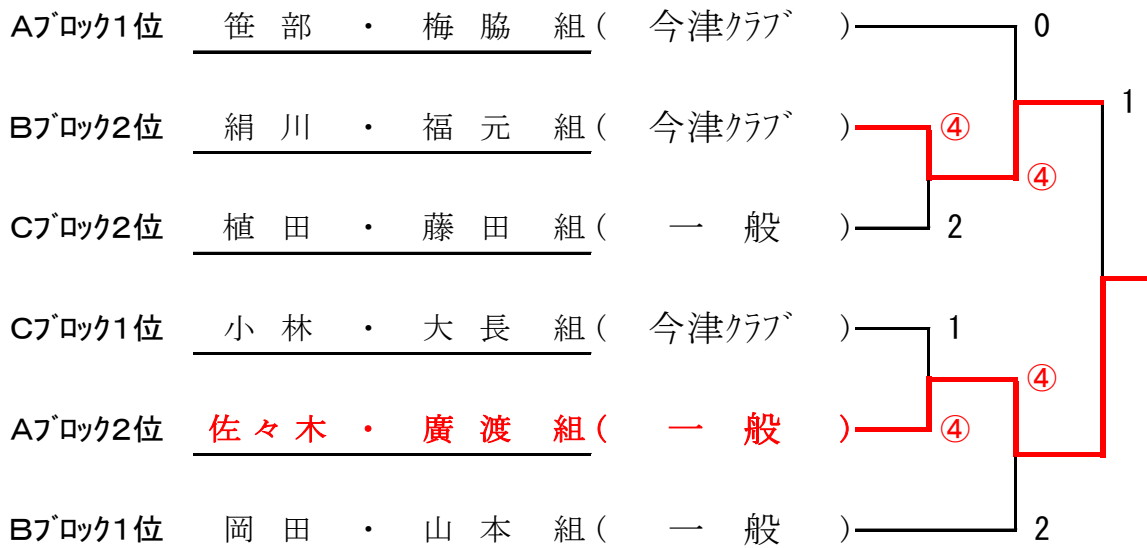 Aﾌﾞﾛｯｸ1位 笹部・梅脇 組( 今津ｸﾗﾌﾞ ) 0
1
Bﾌﾞﾛｯｸ2位 絹川・福元 組( 今津ｸﾗﾌﾞ ) ④
④
Cﾌﾞﾛｯｸ2位 植田・藤田 組( 一般 ) 2
Cﾌﾞﾛｯｸ1位 小林・大長 組( 今津ｸﾗﾌﾞ ) 1
④
Aﾌﾞﾛｯｸ2位 佐々木・廣渡 組( 一般 ) ④
Bﾌﾞﾛｯｸ1位 岡田・山本 組( 一般 ) 2